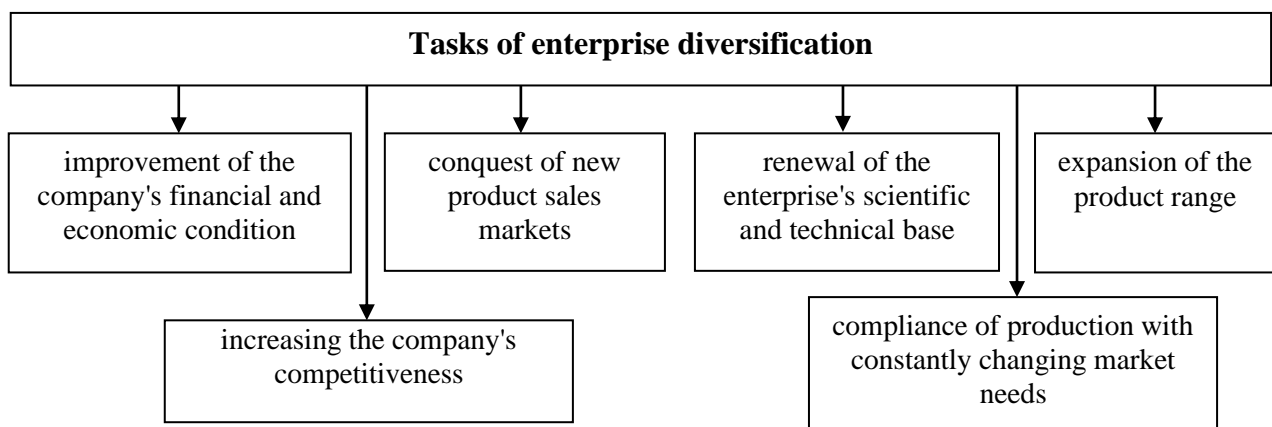 Tasks of enterprise diversification
improvement of the
company's financial and
economic condition
conquest of new
product sales
markets
renewal of the
enterprise's scientific
and technical base
expansion of the
product range
increasing the company's
competitiveness
compliance of production with
constantly changing market
needs